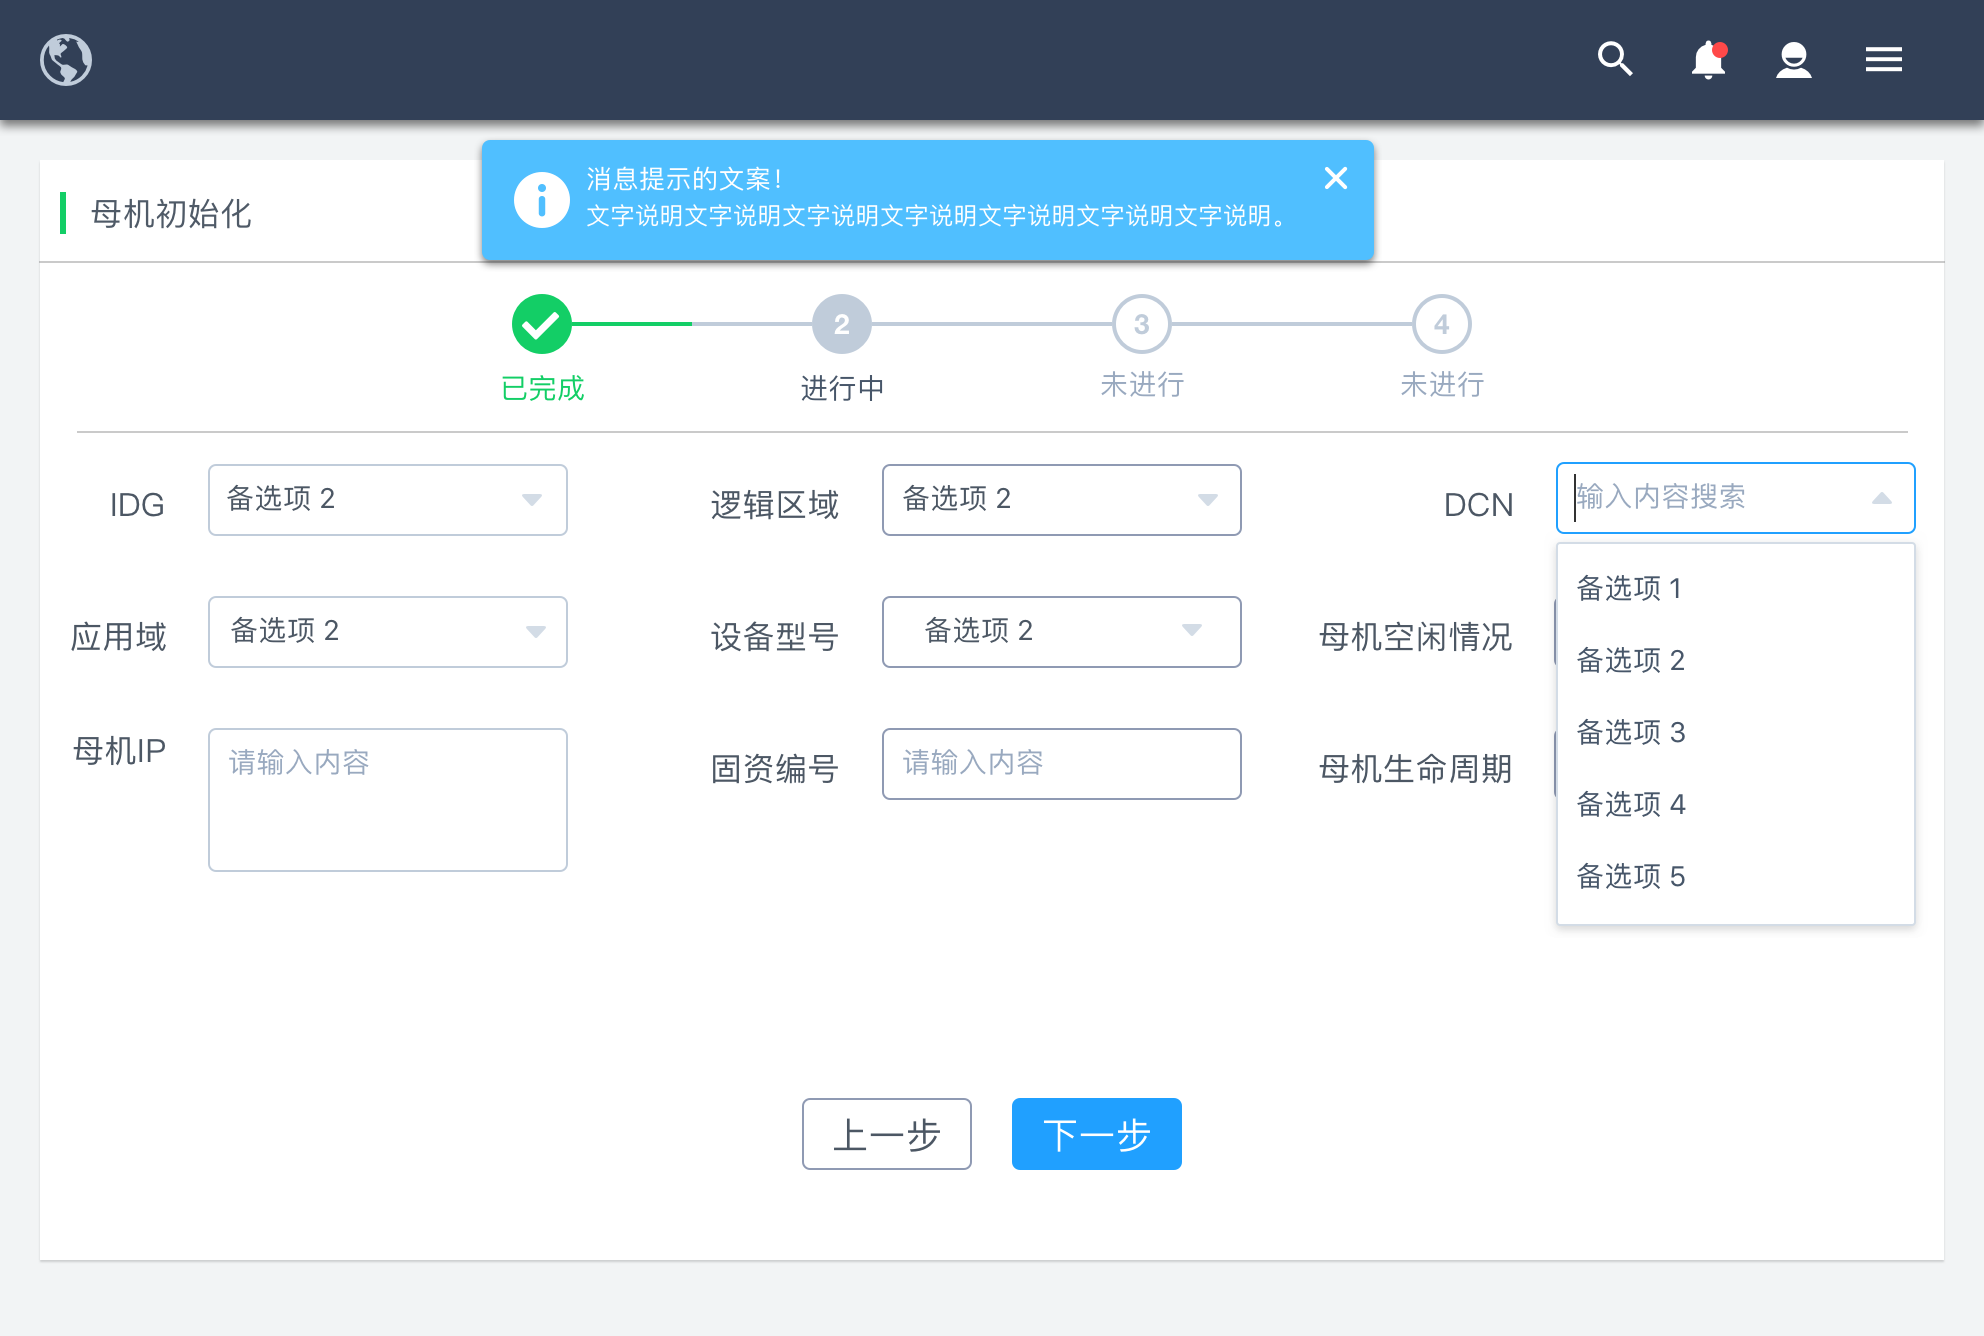 消息提示的文案！
文字说明文字说明文字说明文字说明文字说明文字说明文字说明。
母机初始化
2
3
4
已完成
进行中
未进行
未进行
IDG
备选项 2
逻辑区域
备选项 2
DCN
输入内容搜索
应用域
备选项 2
设备型号
备选项 2
母机空闲情况
母机IP
请输入内容
固资编号
请输入内容
母机生命周期
备选项 1
备选项 2
备选项 3
备选项 4
备选项 5
上一步
下一步